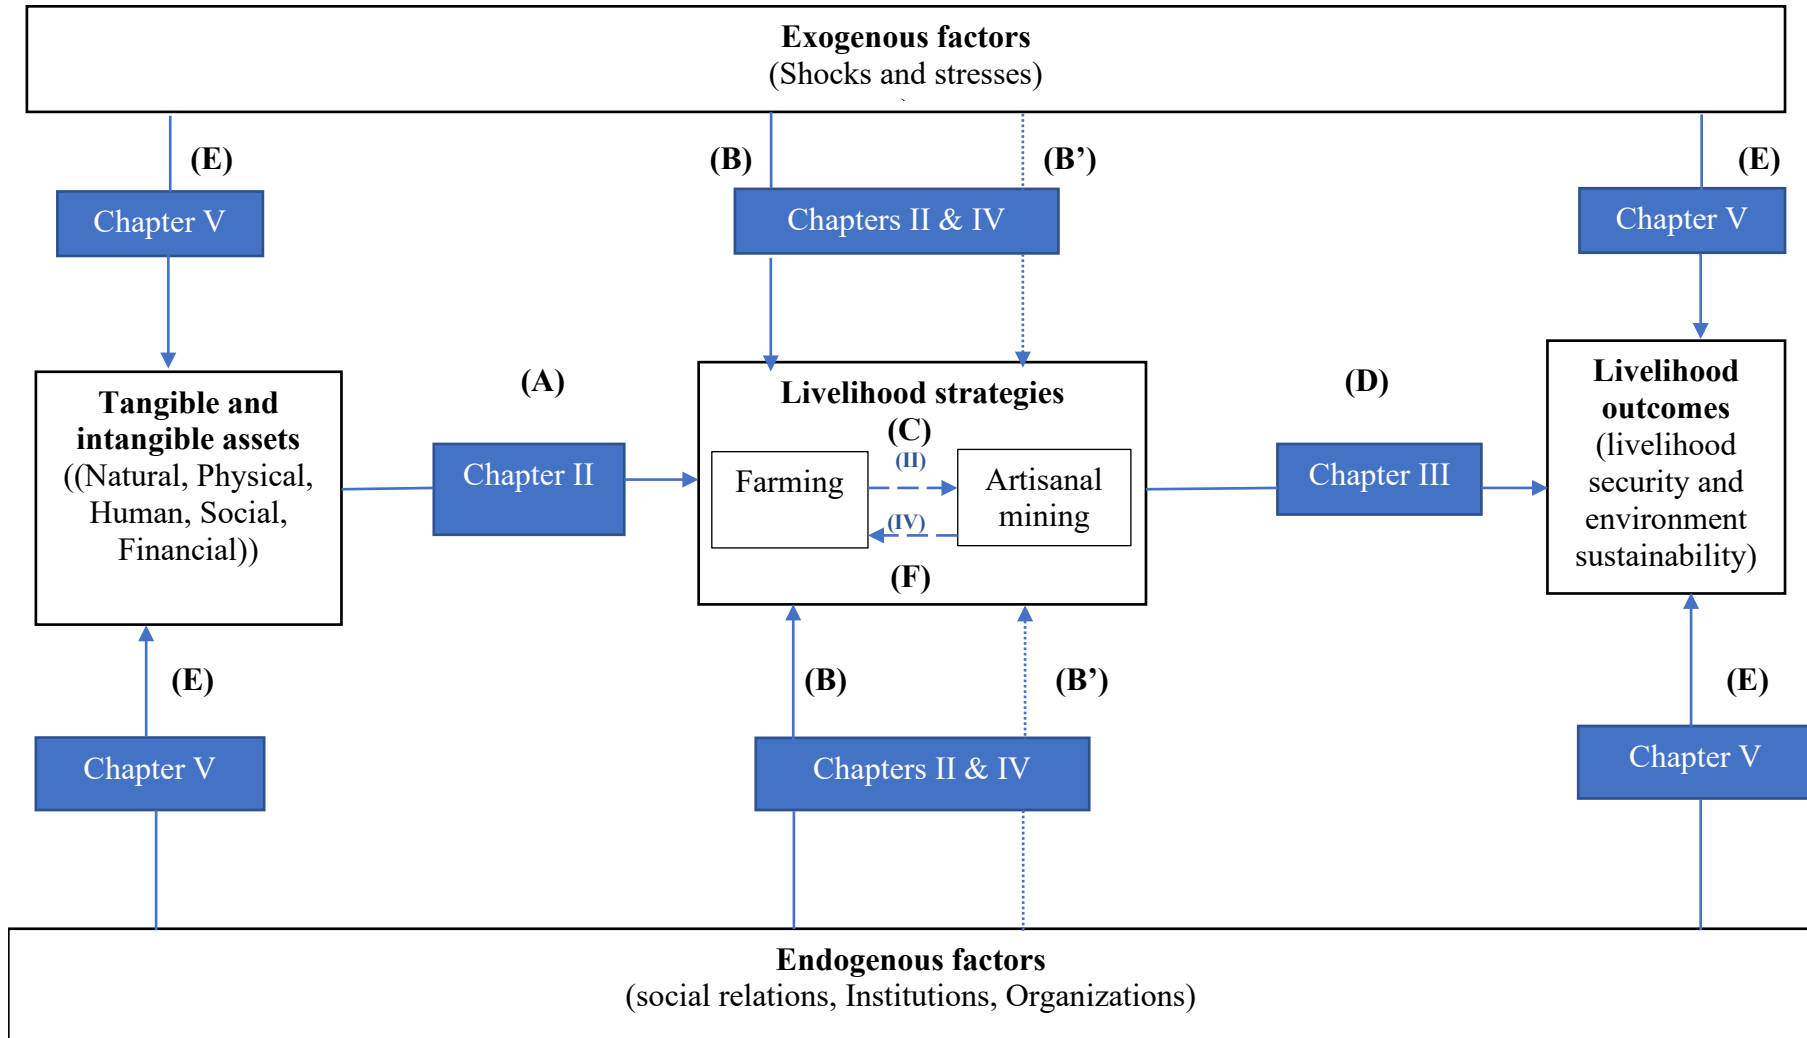 Exogenous factors
(Shocks and stresses)
(E)
(B)
(B’)
(E)
Chapter V
Chapters II & IV
Chapter V
Tangible and
intangible assets
((Natural, Physical,
Human, Social,
Financial))
(A)
Chapter II
Livelihood strategies
(C)
Farming
(II)
(IV)
Artisanal
mining
(F)
(D)
Chapter III
Livelihood
outcomes
(livelihood
security and
environment
sustainability)
(E)
(B)
(B’)
(E)
Chapter V
Chapters II & IV
Chapter V
Endogenous factors
(social relations, Institutions, Organizations)